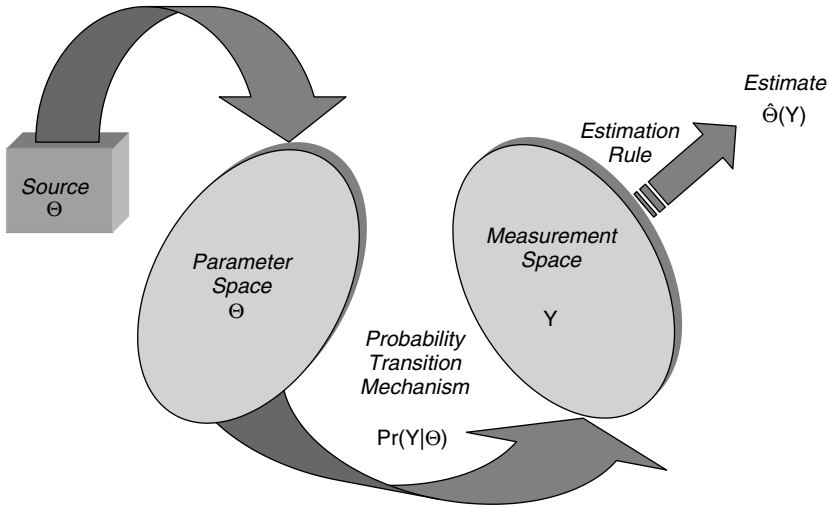 Source
Θ
Parameter
Space
Θ
Probability
Transition
Mechanism
Pr(Y|Θ)
Measurement
Space
Y
Estimation
Rule
Estimate
Θ̂(Y)